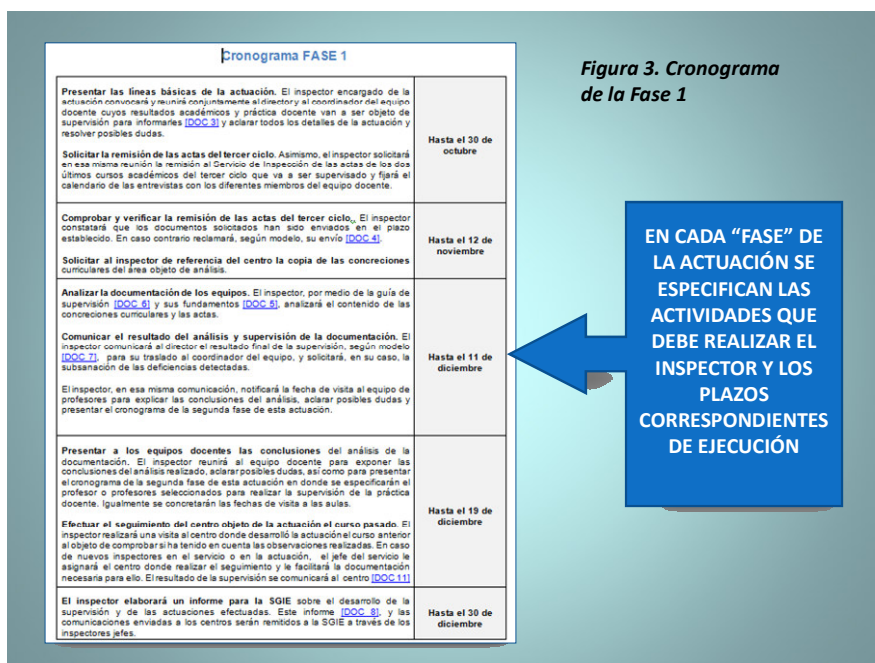 Cronograma FASE 1
Presentar las líneas básicas de la actuación. El inspector encargado de la
actuación convocará y reunirá conjuntamente al director y al coordinador del equipo
docente cuyos resultados académicos y práctica docente van a ser objeto de
supervisión para informarles [DOC 3] y aclarar todos los detalles de la actuación y
resolver posibles dudas.
Solicitar la remisión de las actas del tercer ciclo. Asimismo, el inspector solicitará
en esa misma reunión la remisión al Servicio de Inspección de las actas de los dos
últimos cursos académicos del tercer ciclo que va a ser supervisado y fijará el
calendario de las entrevistas con los diferentes miembros del equipo docente.
Hasta el 30 de
octubre
Comprobar y verificar la remisión de las actas del tercer ciclo. El inspector
constatará que los documentos solicitados han sido enviados en el plazo
establecido. En caso contrario reclamará, según modelo, su envío [DOC 4].
Solicitar al inspector de referencia del centro la copia de las concreciones
curriculares del área objeto de análisis.
Hasta el 12 de
noviembre
Analizar la documentación de los equipos. El inspector, por medio de la guía de
supervisión [DOC 6] y sus fundamentos [DOC 5], analizará el contenido de las
concreciones curriculares y las actas.
Comunicar el resultado del análisis y supervisión de la documentación. El
inspector comunicará al director el resultado final de la supervisión, según modelo
[DOC 7], para su traslado al coordinador del equipo, y solicitará, en su caso, la
subsanación de las deficiencias detectadas.
El inspector, en esa misma comunicación, notificará la fecha de visita al equipo de
profesores para explicar las conclusiones del análisis, aclarar posibles dudas y
presentar el cronograma de la segunda fase de esta actuación.
Hasta el 11 de
diciembre
Presentar a los equipos docentes las conclusiones del análisis de la
documentación. El inspector reunirá al equipo docente para exponer las
conclusiones del análisis realizado, aclarar posibles dudas, así como para presentar
el cronograma de la segunda fase de esta actuación en donde se especificarán el
profesor o profesores seleccionados para realizar la supervisión de la práctica
docente. Igualmente se concretarán las fechas de visita a las aulas.
Efectuar el seguimiento del centro objeto de la actuación el curso pasado. El
inspector realizará una visita al centro donde desarrolló la actuación el curso anterior
al objeto de comprobar si ha tenido en cuenta las observaciones realizadas. En caso
de nuevos inspectores en el servicio o en la actuación, el jefe del servicio le
asignará el centro donde realizar el seguimiento y le facilitará la documentación
necesaria para ello. El resultado de la supervisión se comunicará al centro [DOC 11]
Hasta el 19 de
diciembre
El inspector elaborará un informe para la SGIE sobre el desarrollo de la
supervisión y de las actuaciones efectuadas. Este informe [DOC 8], y las
comunicaciones enviadas a los centros serán remitidos a la SGIE a través de los
inspectores jefes.
Hasta el 30 de
diciembre
Figura 3. Cronograma
de la Fase 1
EN CADA “FASE” DE
LA ACTUACIÓN SE
ESPECIFICAN LAS
ACTIVIDADES QUE
DEBE REALIZAR EL
INSPECTOR Y LOS
PLAZOS
CORRESPONDIENTES
DE EJECUCIÓN